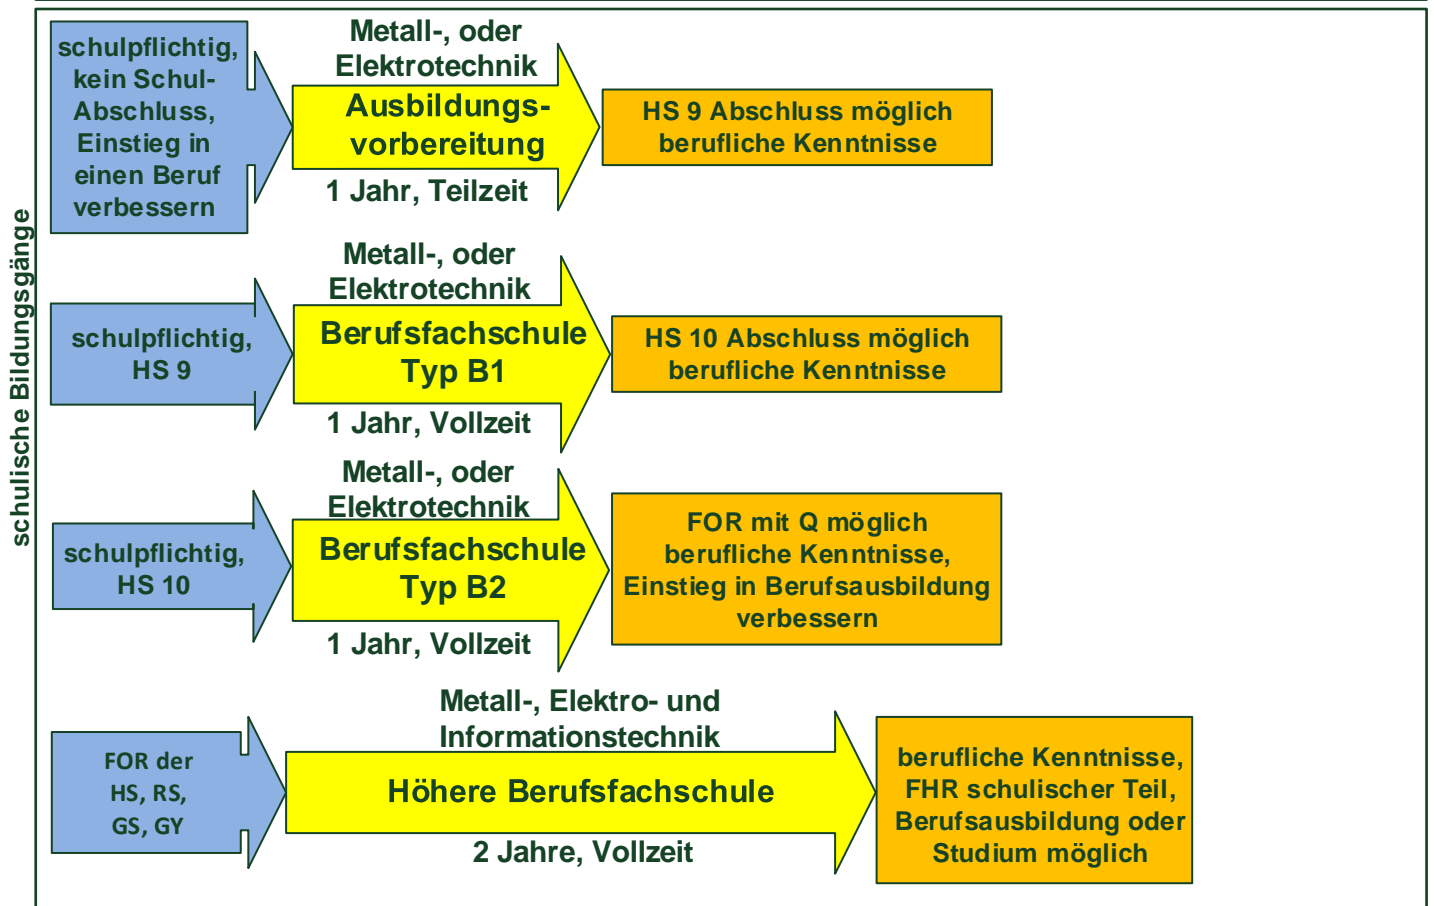 schulische Bildungsgänge
schulpflichtig,
kein Schul-
Abschluss,
Einstieg in
einen Beruf
verbessern
Metall-, oder
Elektrotechnik
Ausbildungs-
vorbereitung
1 Jahr, Teilzeit
HS 9 Abschluss möglich
berufliche Kenntnisse
schulpflichtig,
HS 9
Metall-, oder
Elektrotechnik
Berufsfachschule
Typ B1
1 Jahr, Vollzeit
HS 10 Abschluss möglich
berufliche Kenntnisse
schulpflichtig,
HS 10
Metall-, oder
Elektrotechnik
Berufsfachschule
Typ B2
1 Jahr, Vollzeit
FOR mit Q möglich
berufliche Kenntnisse,
Einstieg in Berufsausbildung
verbessern
FOR der
HS, RS,
GS, GY
Metall-, Elektro- und
Informationstechnik
Höhere Berufsfachschule
2 Jahre, Vollzeit
berufliche Kenntnisse,
FHR schulischer Teil,
Berufsausbildung oder
Studium möglich